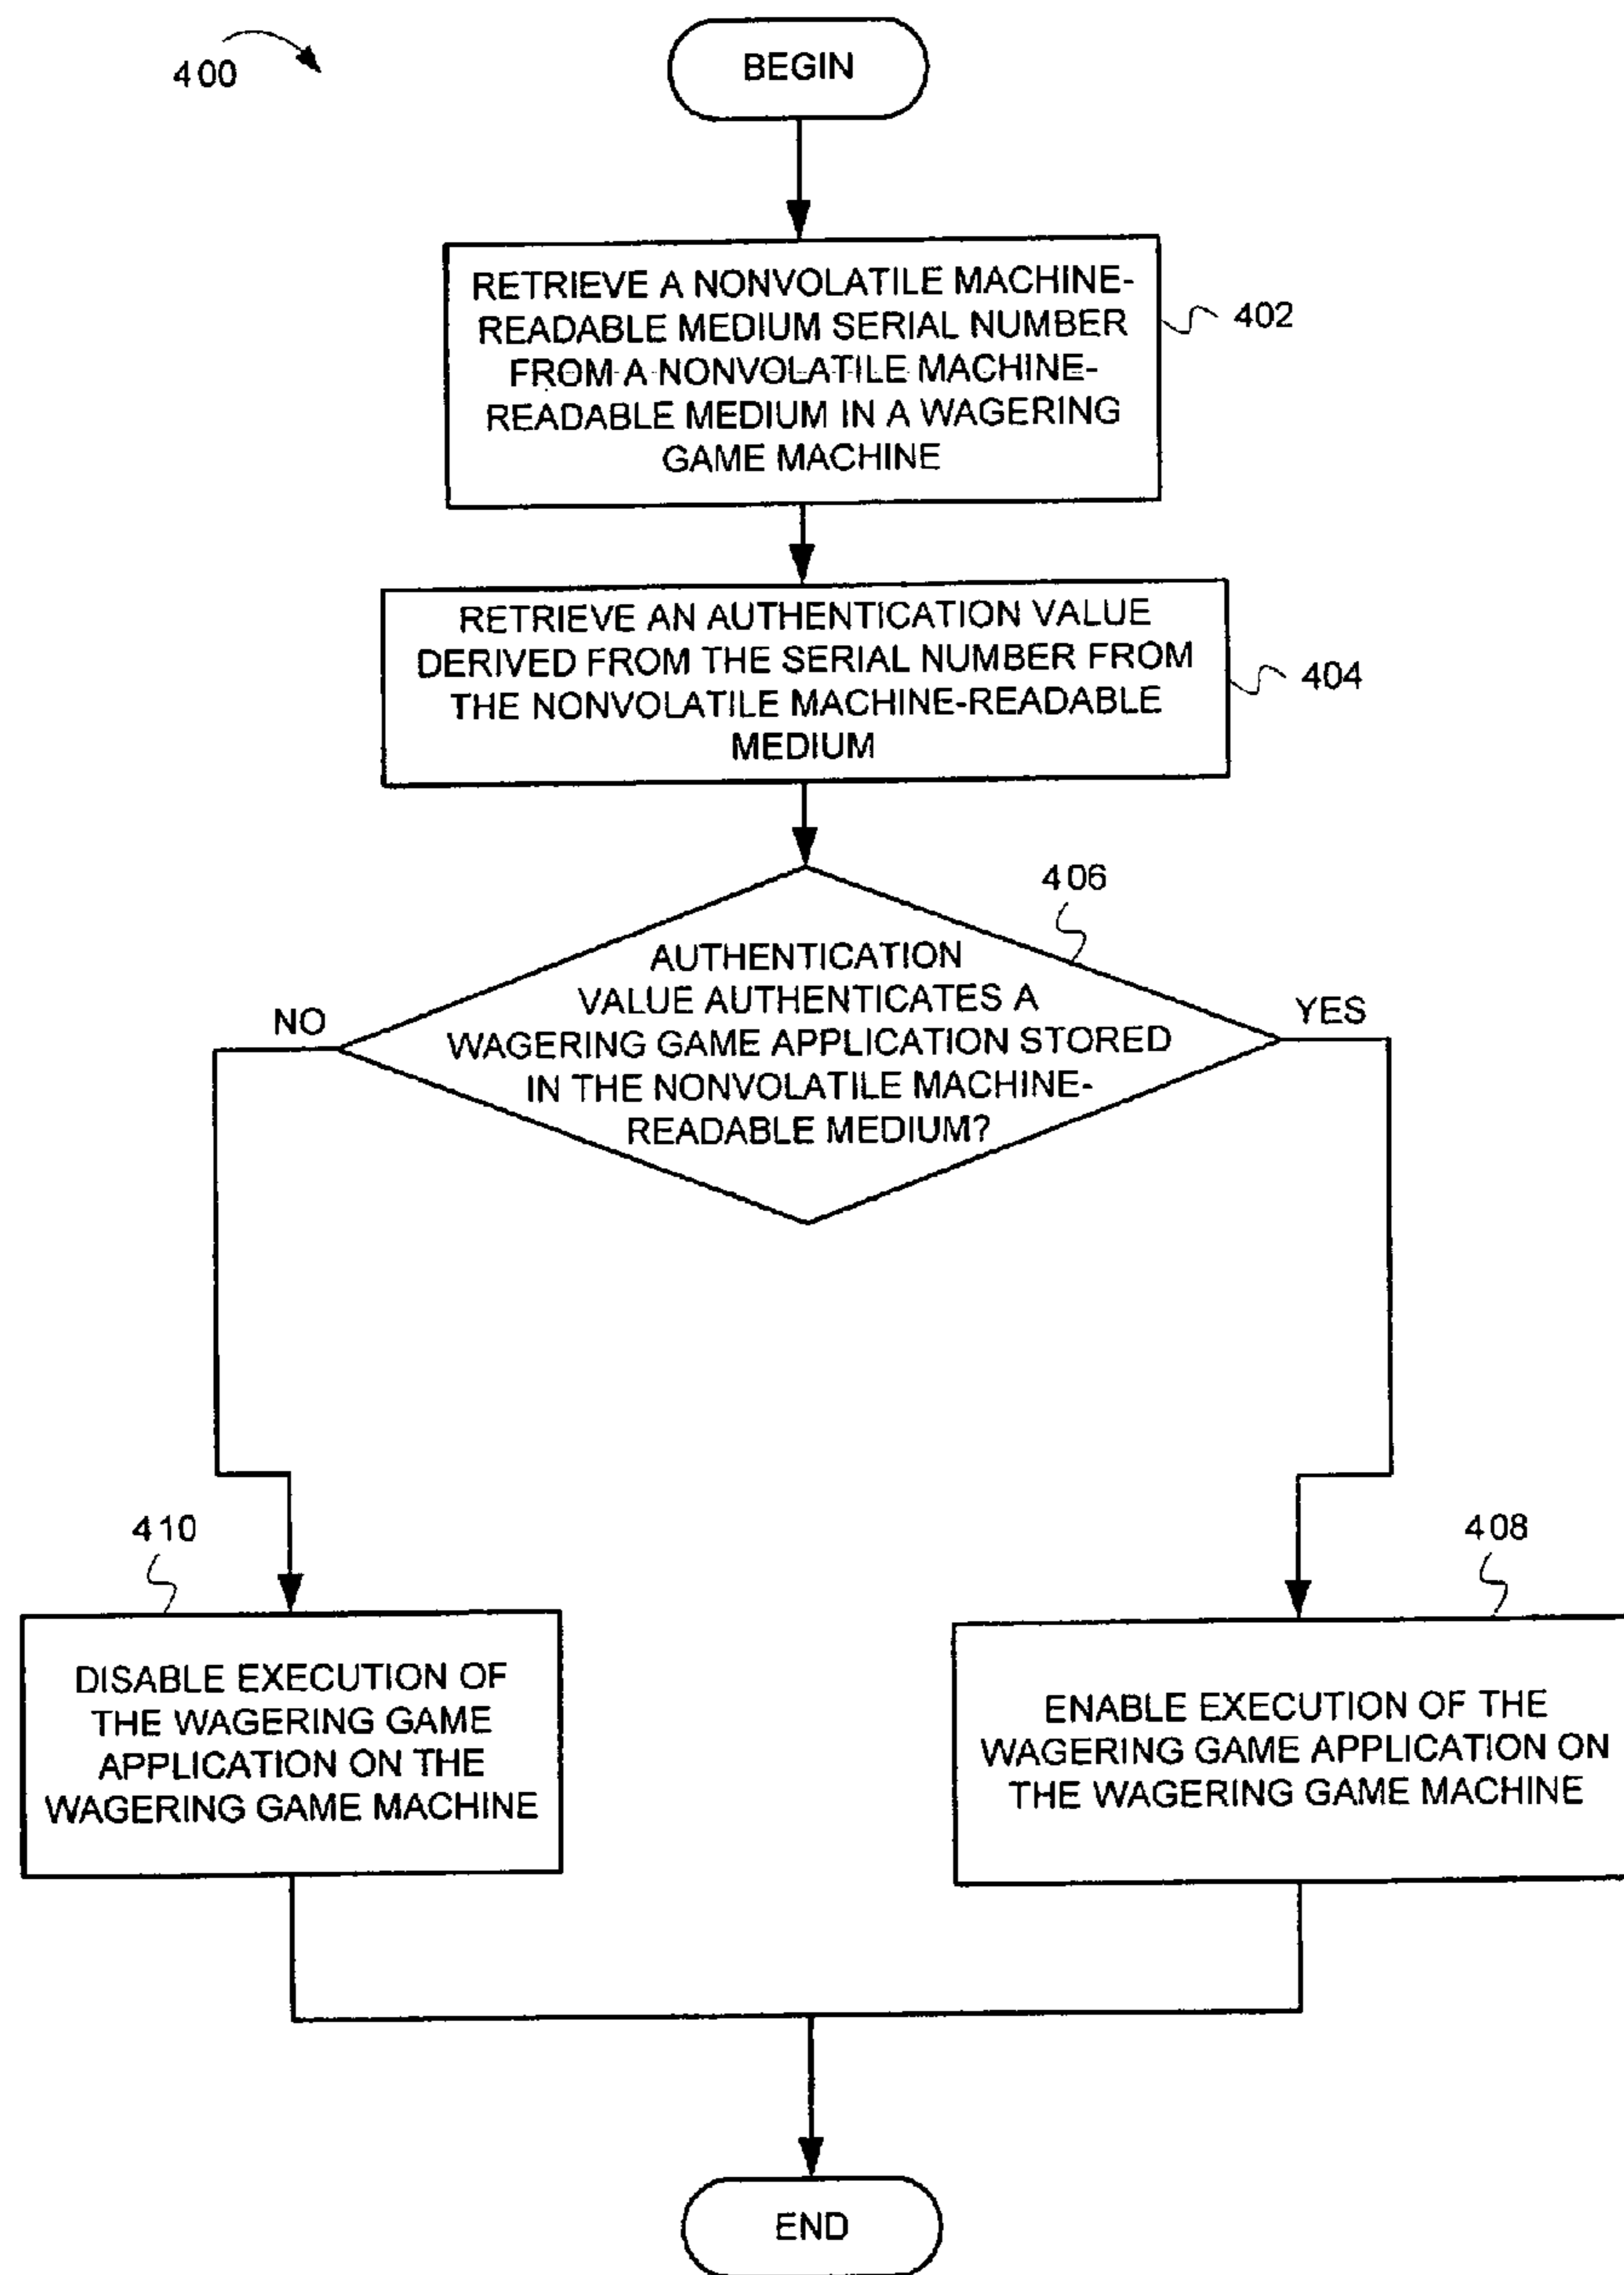 400
BEGIN
RETRIEVE A NONVOLATILE MACHINE-
READABLE MEDIUM SERIAL NUMBER
FROM A NONVOLATILE MACHINE-
READABLE MEDIUM IN A WAGERING
GAME MACHINE
402
RETRIEVE AN AUTHENTICATION VALUE
DERIVED FROM THE SERIAL NUMBER FROM
THE NONVOLATILE MACHINE-READABLE
MEDIUM
404
406
AUTHENTICATION
VALUE AUTHENTICATES A
WAGERING GAME APPLICATION STORED
IN THE NONVOLATILE MACHINE-
READABLE MEDIUM?
NO
YES
410
DISABLE EXECUTION OF
THE WAGERING GAME
APPLICATION ON THE
WAGERING GAME MACHINE
408
ENABLE EXECUTION OF THE
WAGERING GAME APPLICATION ON
THE WAGERING GAME MACHINE
END